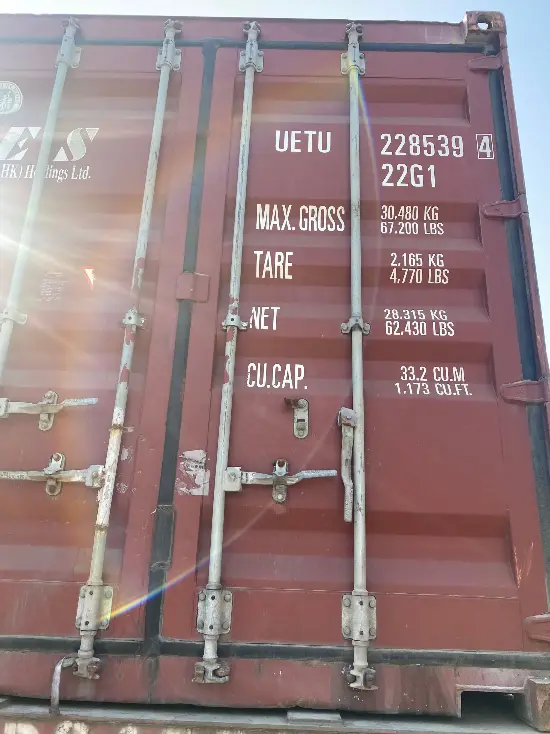 ES
(HK) Holdings Ltd.
UETU 228539 4
22G1
MAX. GROSS 30.480 KG
67.200 LBS
TARE 2.165 KG
4.770 LBS
NET 28.315 KG
62.430 LBS
CU.CAP. 33.2 CU.M
1.173 CU.FT.